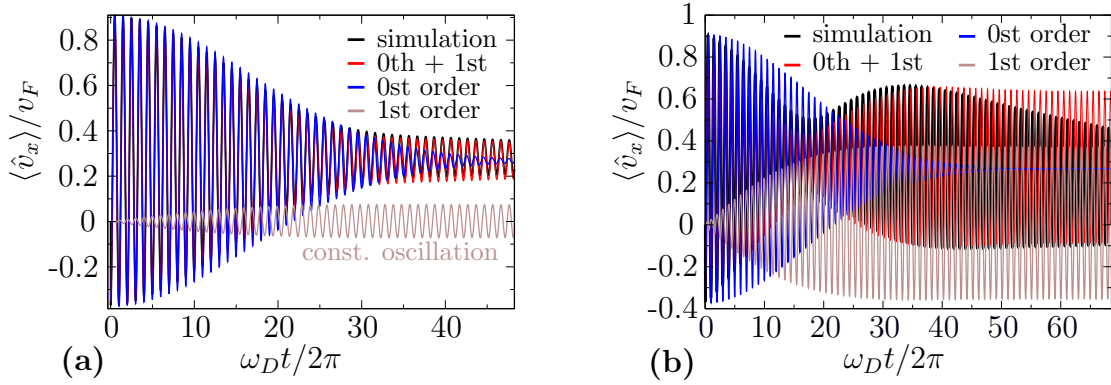 0.8
0.6
0.4
0.2
0
-0.2
⟨v̂ₓ⟩/v_F
simulation
0th + 1st
0st order
1st order
const. oscillation
0 10 20 30 40
(a) ω_D t/2π
1
0.8
0.6
0.4
0.2
0
-0.2
-0.4
⟨v̂ₓ⟩/v_F
simulation 0st order
0th + 1st 1st order
0 10 20 30 40 50 60
(b) ω_D t/2π